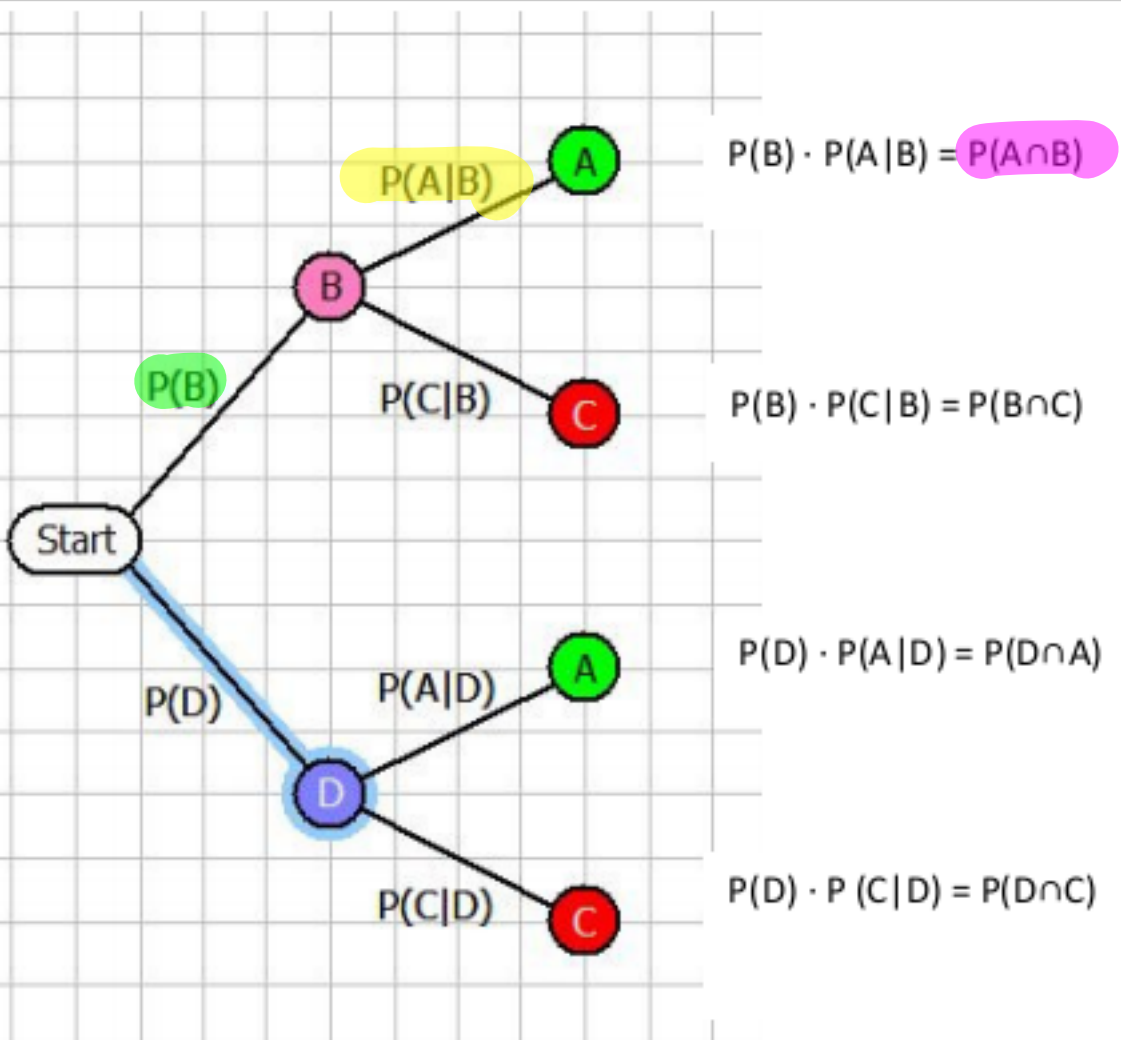 A
P(A|B)
P(B) · P(A|B) = P(A∩B)
B
P(B)
P(C|B)
C
P(B) · P(C|B) = P(B∩C)
Start
A
P(D) · P(A|D) = P(D∩A)
P(A|D)
P(D)
D
P(C|D)
C
P(D) · P (C|D) = P(D∩C)